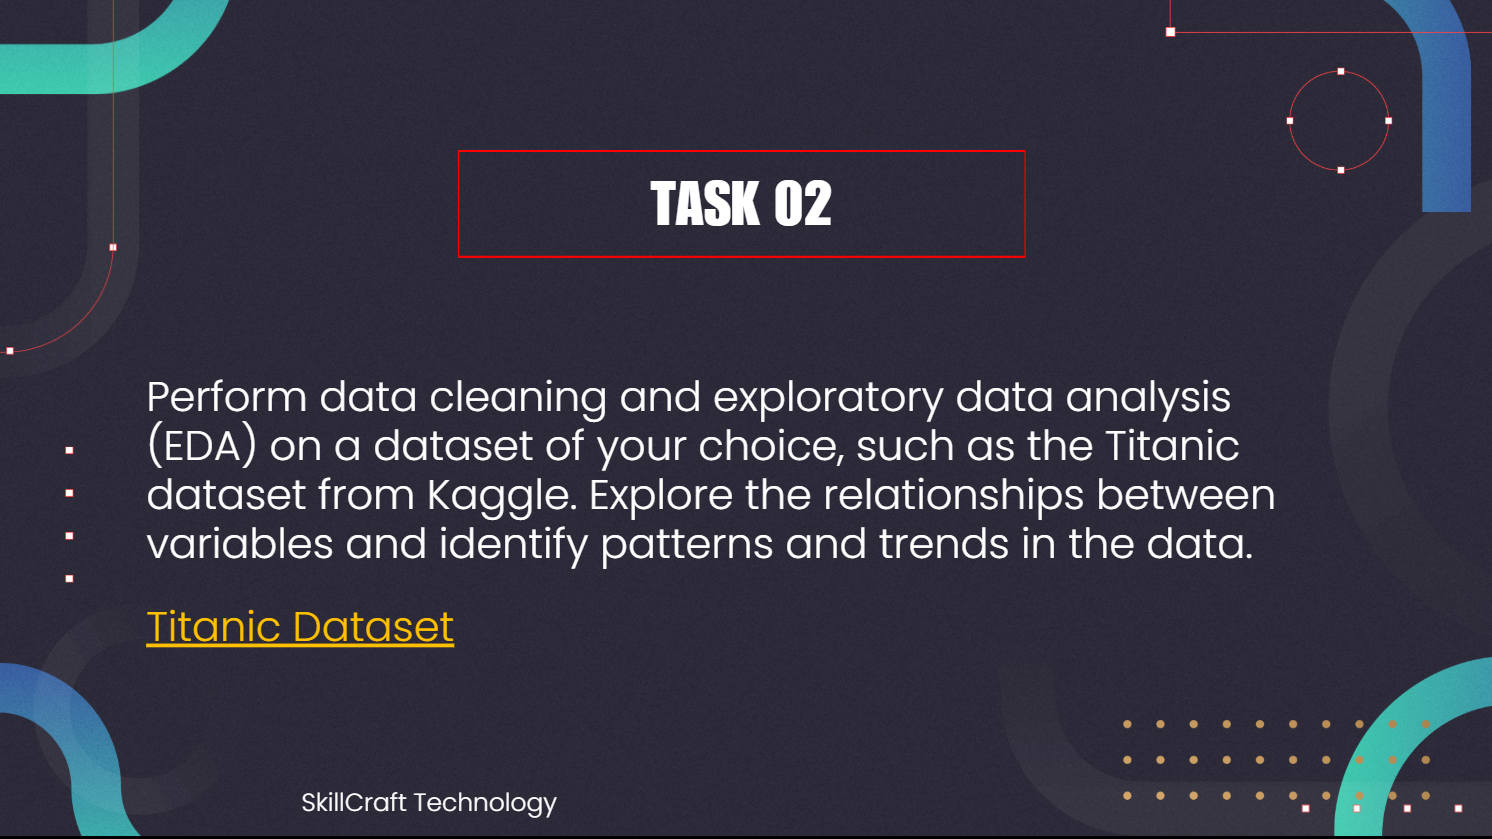 TASK 02
Perform data cleaning and exploratory data analysis
(EDA) on a dataset of your choice, such as the Titanic
dataset from Kaggle. Explore the relationships between
variables and identify patterns and trends in the data.
Titanic Dataset
SkillCraft Technology